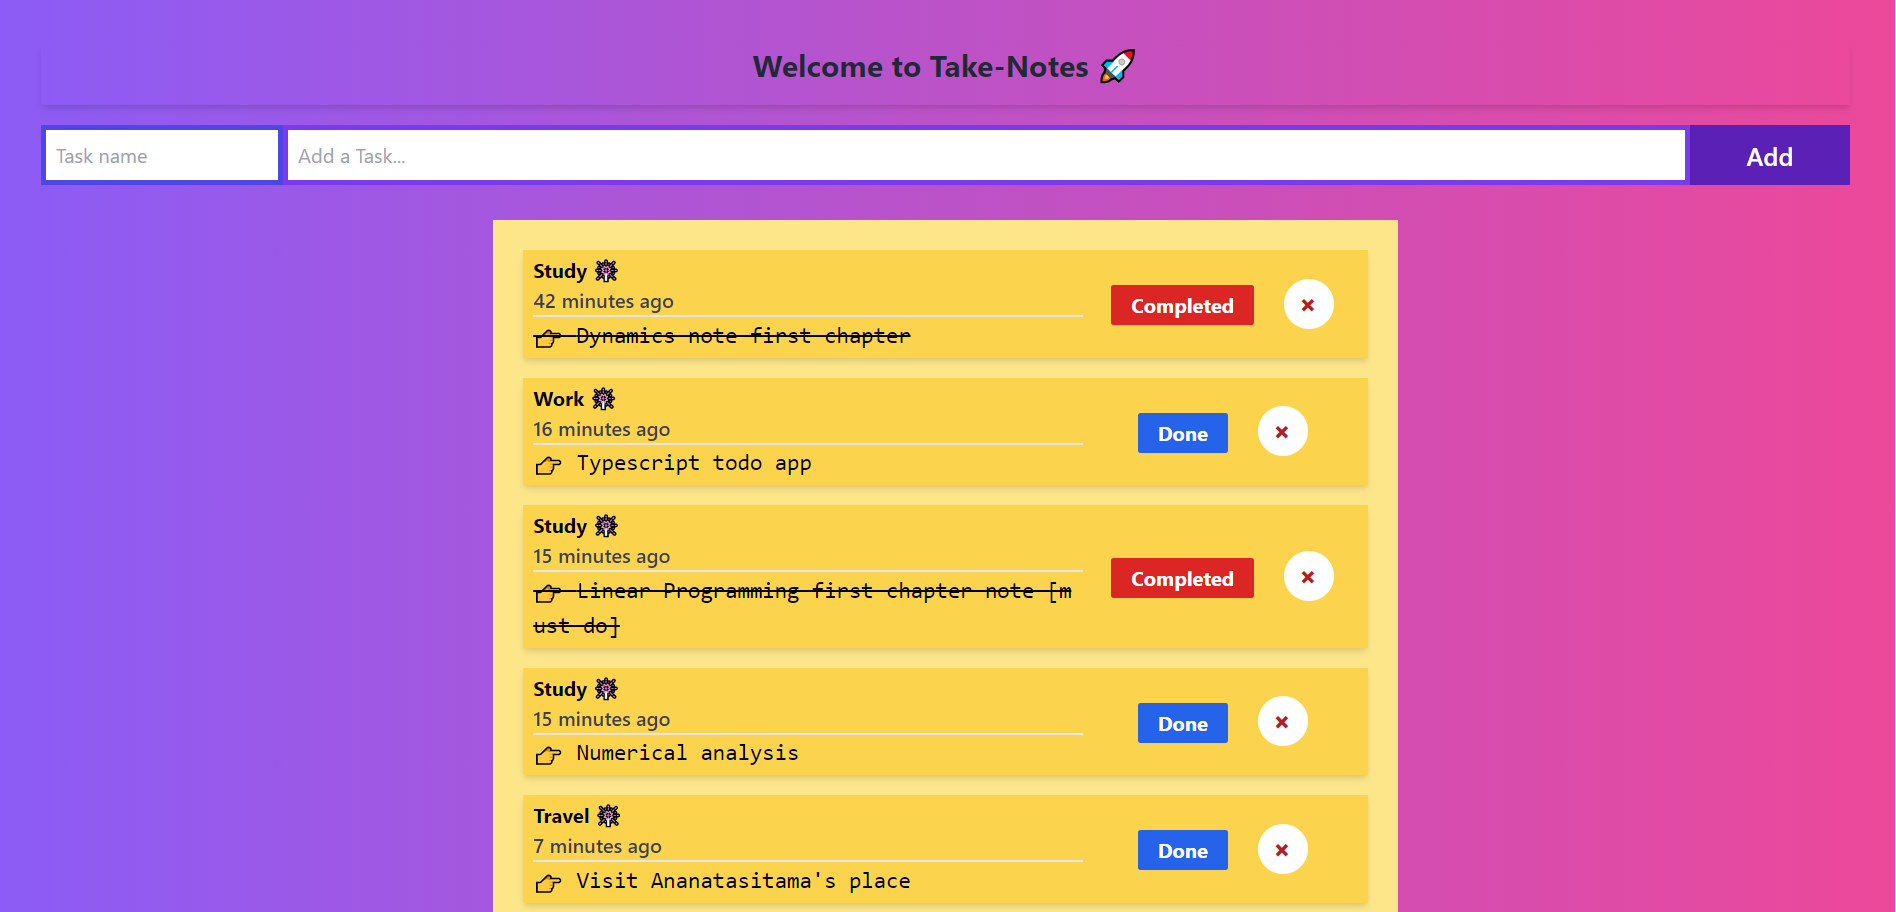 Welcome to Take-Notes 🚀
Task name
Add a Task...
Add
Study
42 minutes ago
👉 Dynamics note first chapter
Completed
×
Work
16 minutes ago
👉 Typescript todo app
Done
×
Study
15 minutes ago
👉 Linear Programming first chapter note [m
ust do]
Completed
×
Study
15 minutes ago
👉 Numerical analysis
Done
×
Travel
7 minutes ago
👉 Visit Ananatasitama's place
Done
×